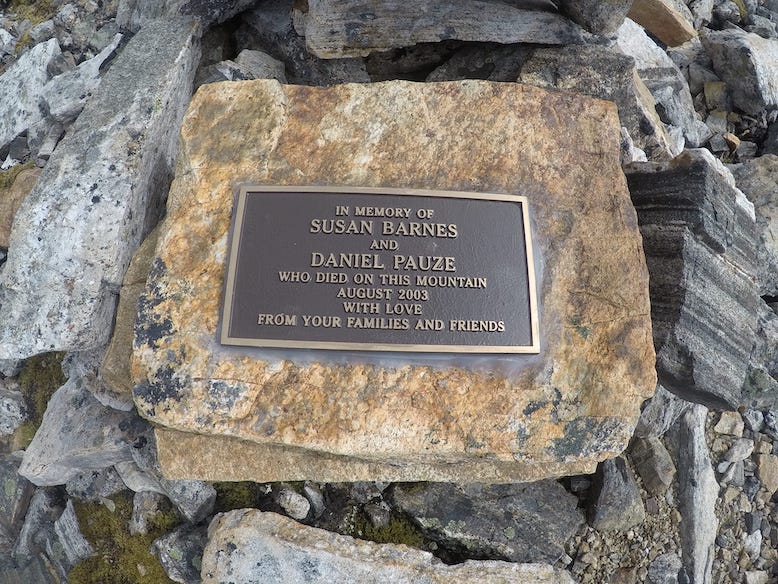 IN MEMORY OF
SUSAN BARNES
AND
DANIEL PAUZE
WHO DIED ON THIS MOUNTAIN
AUGUST 2003
WITH LOVE
FROM YOUR FAMILIES AND FRIENDS